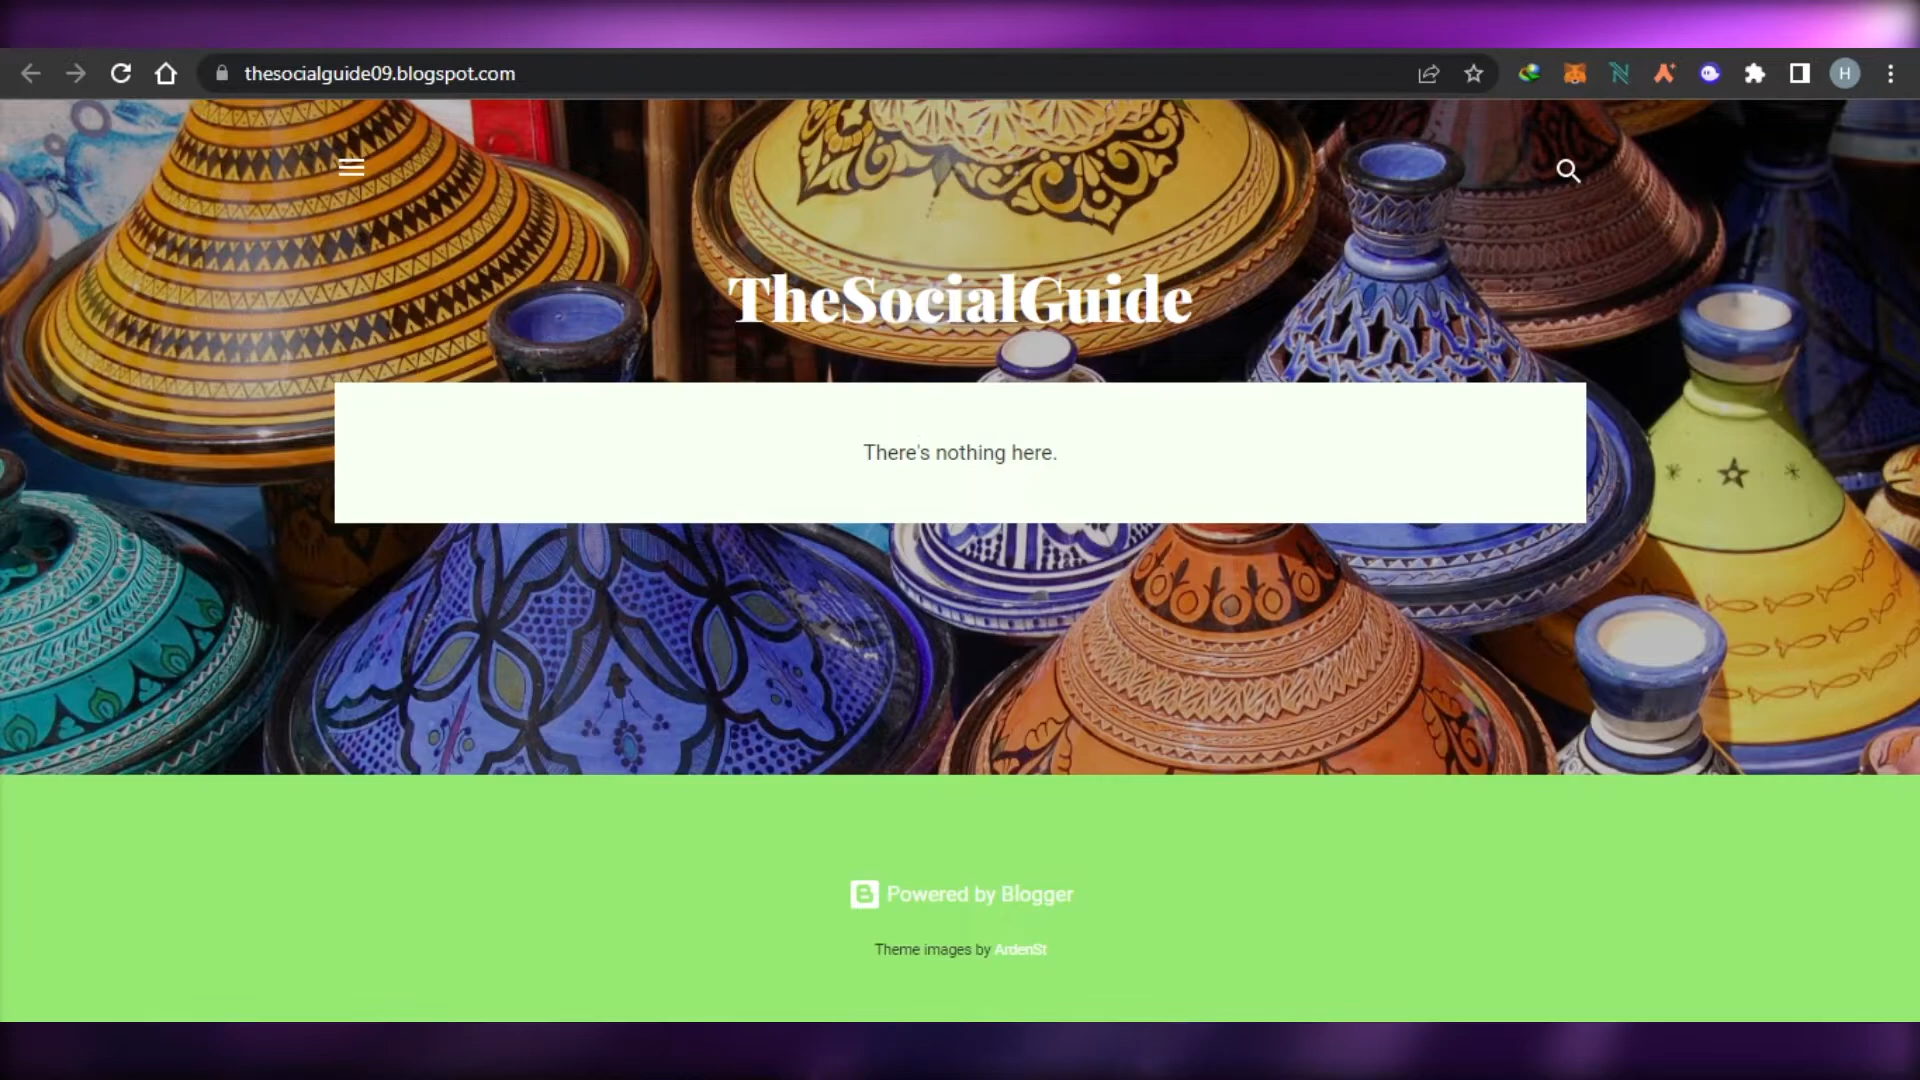 thesocialguide09.blogspot.com
H
TheSocialGuide
There's nothing here.
Powered by Blogger
Theme images by ArdenSt